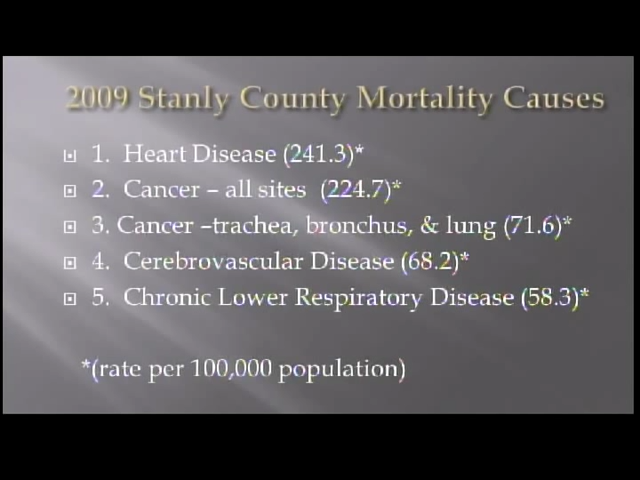 2009 Stanly County Mortality Causes
1. Heart Disease (241.3)*
2. Cancer – all sites (224.7)*
3. Cancer –trachea, bronchus, & lung (71.6)*
4. Cerebrovascular Disease (68.2)*
5. Chronic Lower Respiratory Disease (58.3)*
*(rate per 100,000 population)